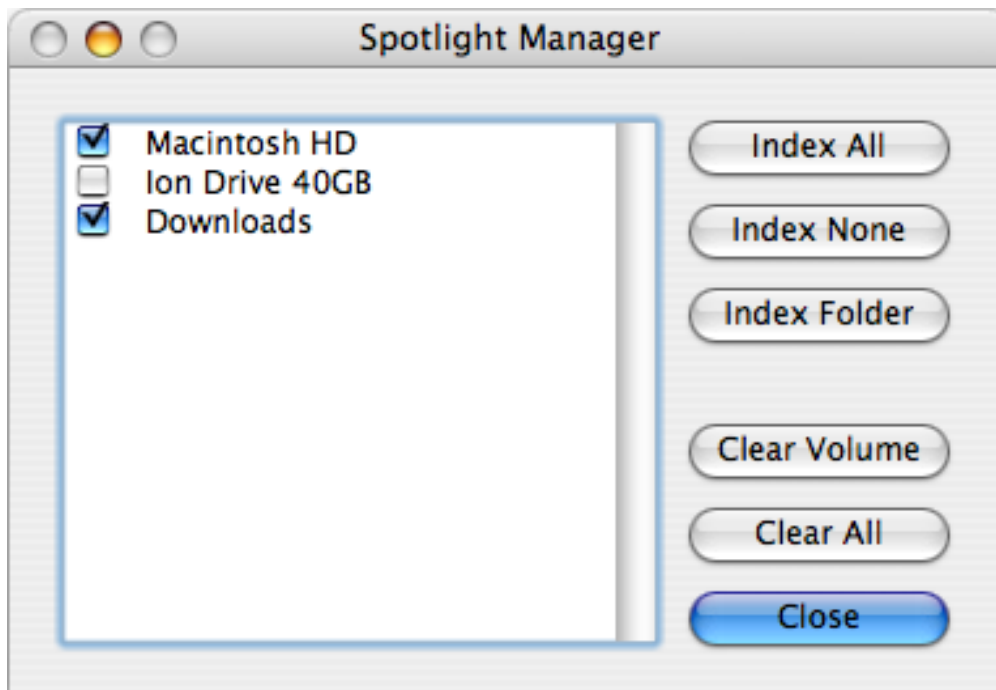 Spotlight Manager
Macintosh HD
Ion Drive 40GB
Downloads
Index All
Index None
Index Folder
Clear Volume
Clear All
Close